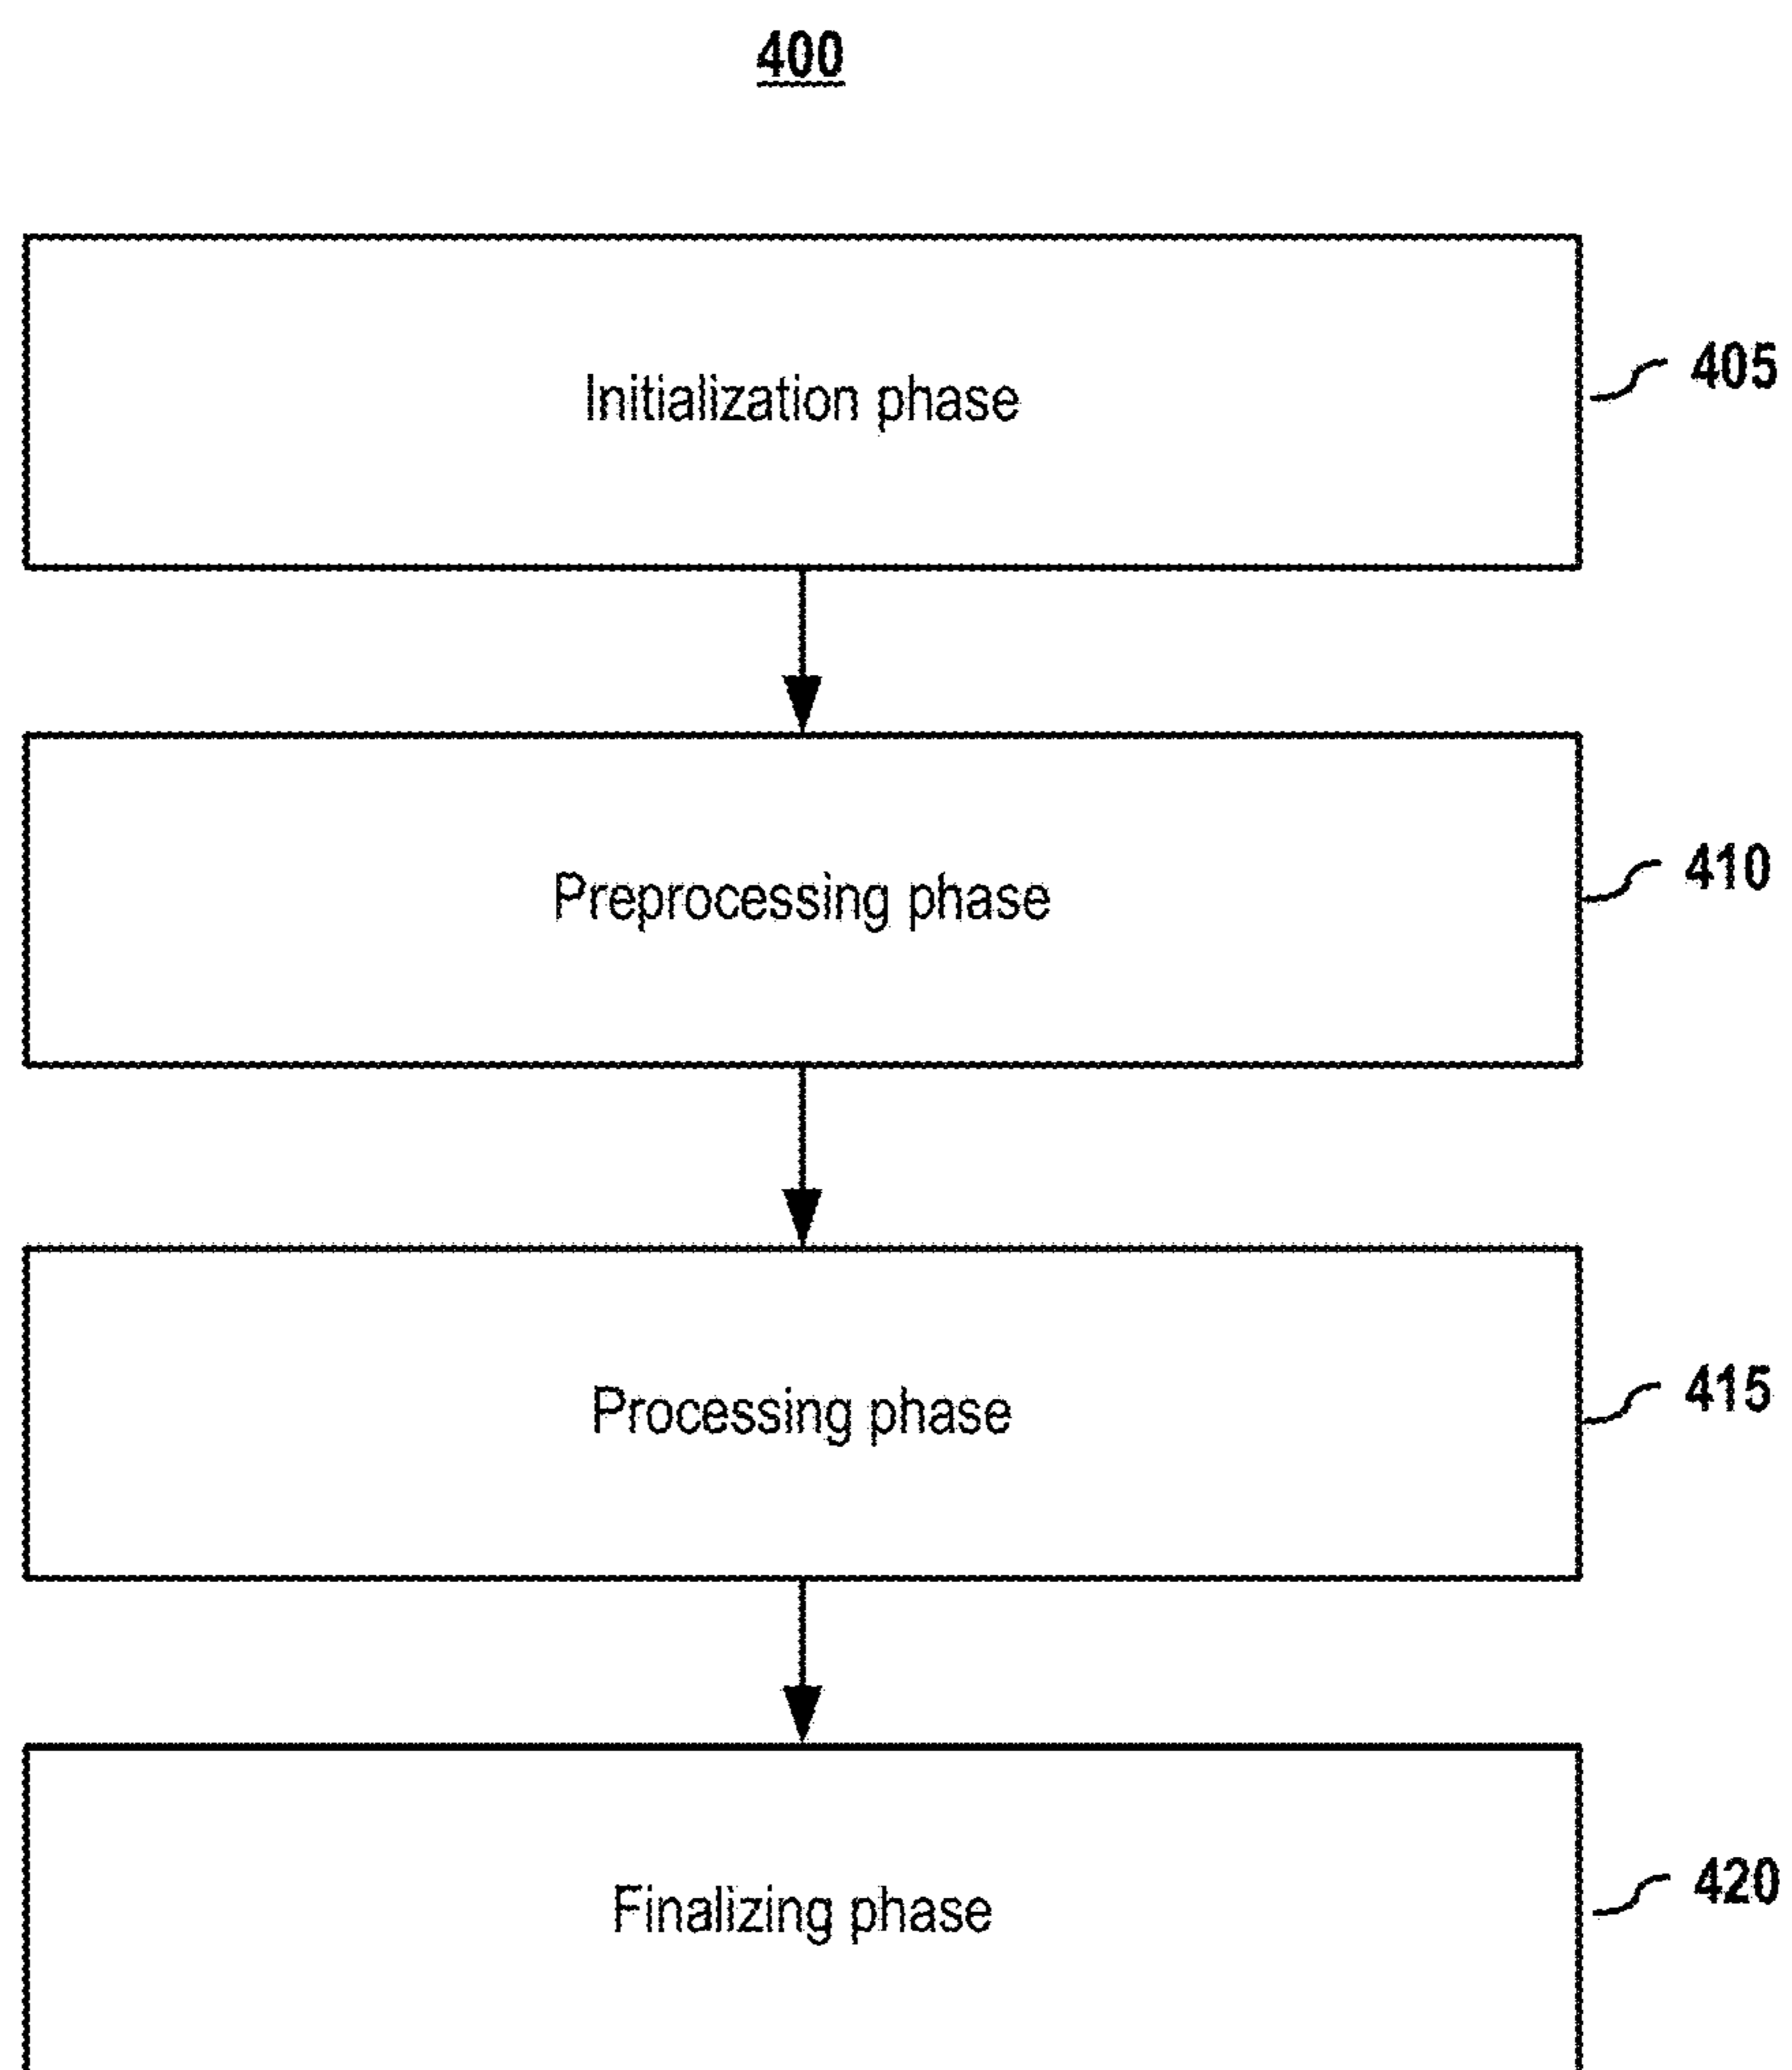 400
Initialization phase
405
Preprocessing phase
410
Processing phase
415
Finalizing phase
420